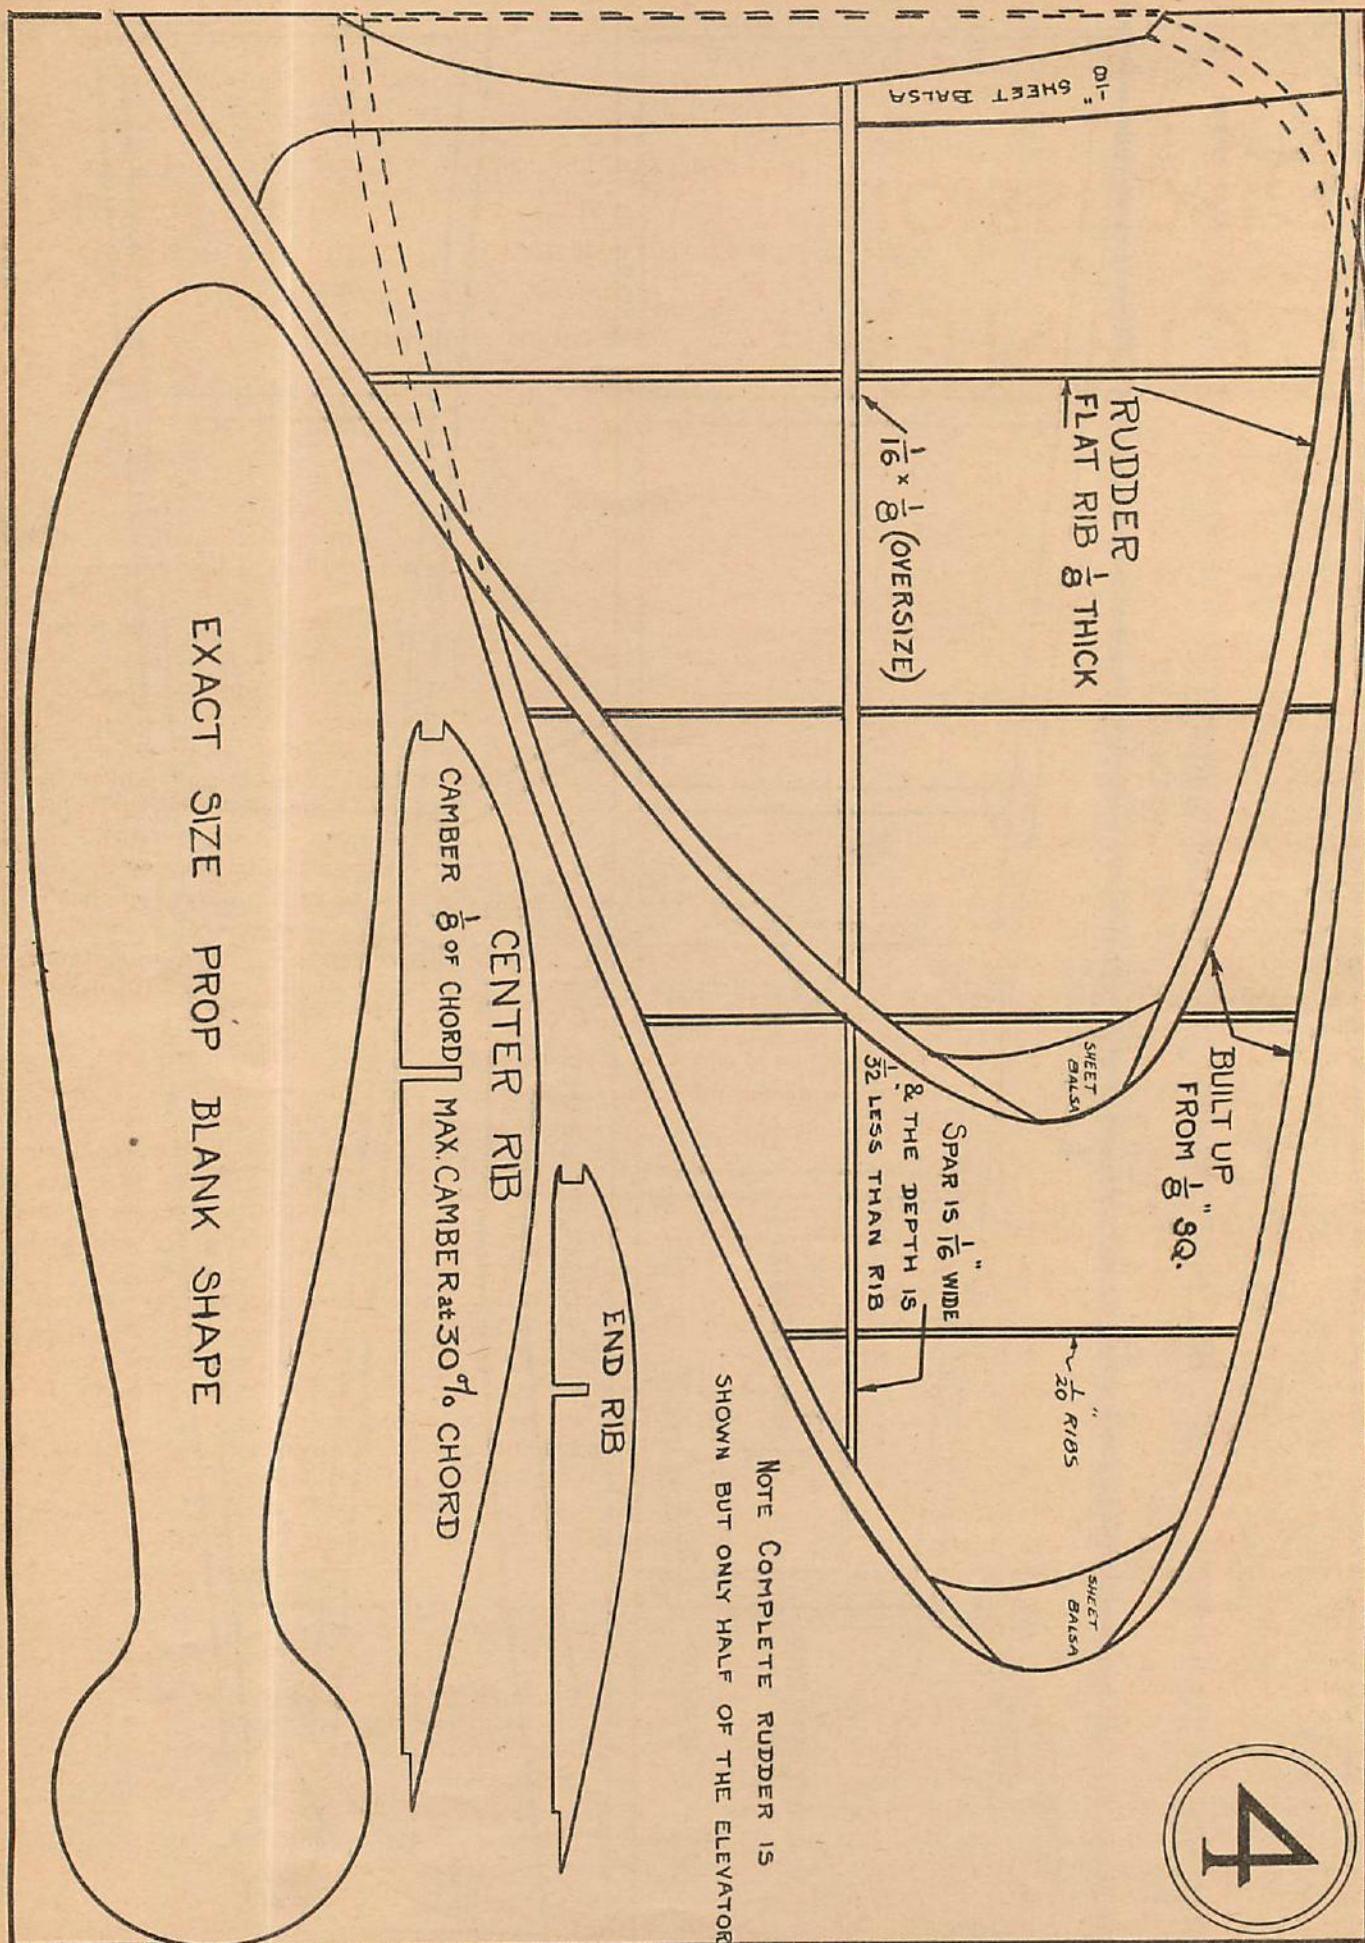 1/8" SHEET BALSA
RUDDER
FLAT RIB 1/8 THICK
1/16 x 1/8 (OVERSIZE)
BUILT UP
FROM 1/8" SQ.
SHEET
BALSA
SPAR IS 1/16" WIDE
& THE DEPTH IS
1/32" LESS THAN RIB
1/20" RIBS
SHEET
BALSA
4
NOTE COMPLETE RUDDER IS
SHOWN BUT ONLY HALF OF THE ELEVATOR
END RIB
CENTER RIB
CAMBER 1/8 OF CHORD MAX. CAMBER at 30% CHORD
EXACT SIZE PROP BLANK SHAPE